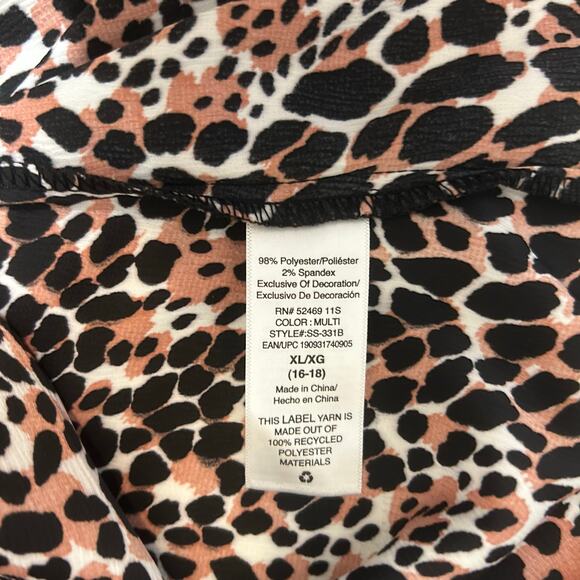 98% Polyester/Poliéster
2% Spandex
Exclusive Of Decoration/
Exclusivo De Decoración
RN# 52469 11S
COLOR : MULTI
STYLE#:SS-331B
EAN/UPC 190931740905
XL/XG
(16-18)
Made in China/
Hecho en China
THIS LABEL YARN IS
MADE OUT OF
100% RECYCLED
POLYESTER
MATERIALS